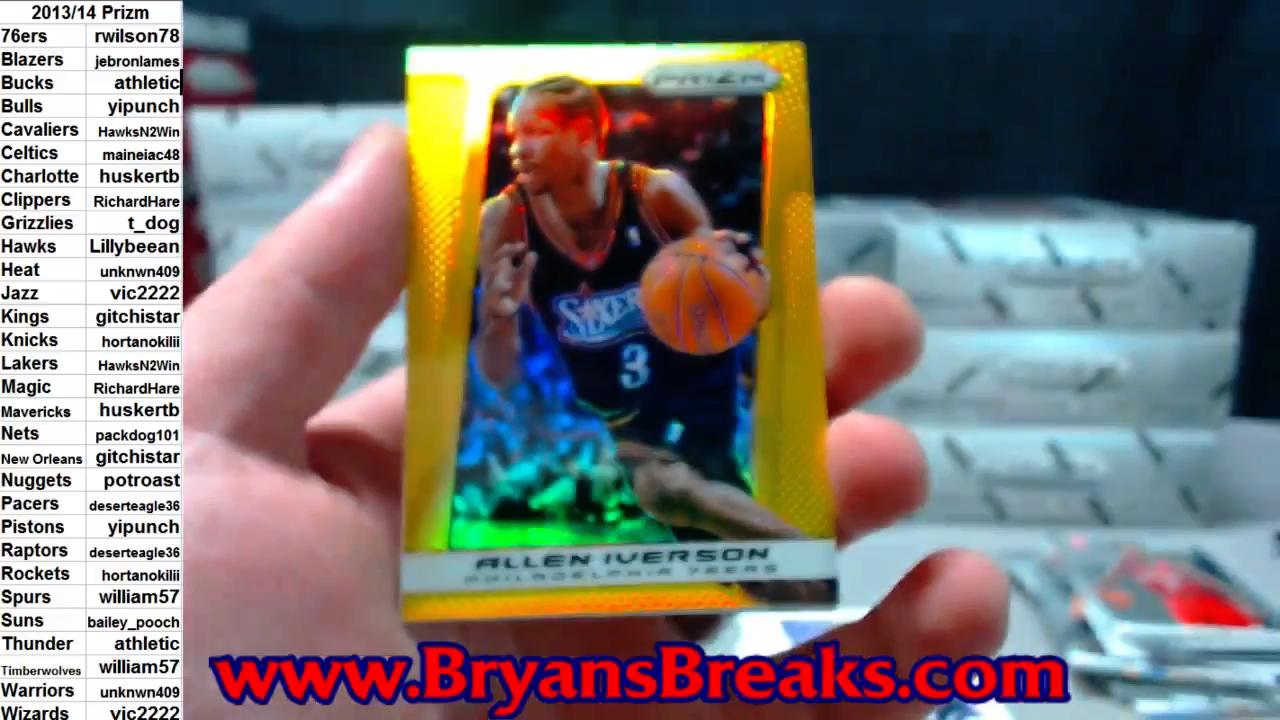 2013/14 Prizm
76ers rwilson78
Blazers jebronlames
Bucks athletic
Bulls yipunch
Cavaliers HawksN2Win
Celtics maineiac48
Charlotte huskertb
Clippers RichardHare
Grizzlies t_dog
Hawks Lillybeean
Heat unknwn409
Jazz vic2222
Kings gitchistar
Knicks hortanokilii
Lakers HawksN2Win
Magic RichardHare
Mavericks huskertb
Nets packdog101
New Orleans gitchistar
Nuggets potroast
Pacers deserteagle36
Pistons yipunch
Raptors deserteagle36
Rockets hortanokilii
Spurs william57
Suns bailey_pooch
Thunder athletic
Timberwolves william57
Warriors unknwn409
Wizards vic2222
PRIZM
SIXERS
3
ALLEN IVERSON
PHILADELPHIA 76ERS
www.BryansBreaks.com